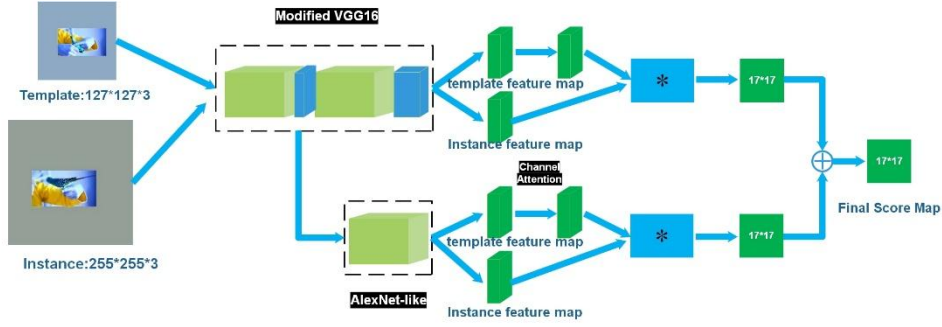 Modified VGG16
Template:127*127*3
template feature map
*
17*17
Instance feature map
17*17
Final Score Map
Channel
Attention
Instance:255*255*3
template feature map
*
17*17
Instance feature map
AlexNet-like